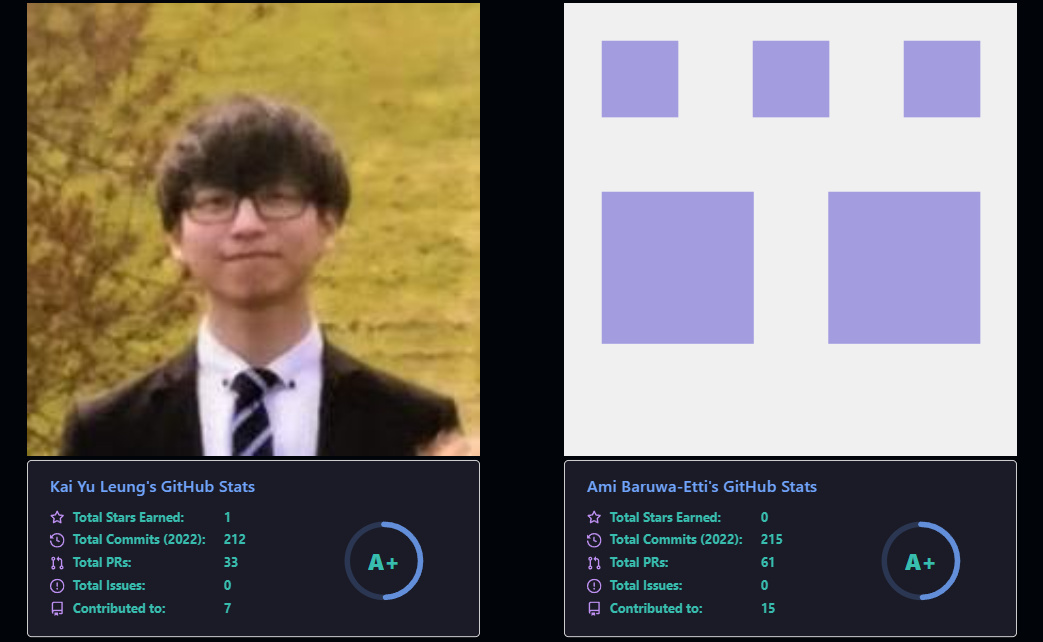 Kai Yu Leung's GitHub Stats
Total Stars Earned: 1
Total Commits (2022): 212
Total PRs: 33
Total Issues: 0
Contributed to: 7
A+
Ami Baruwa-Etti's GitHub Stats
Total Stars Earned: 0
Total Commits (2022): 215
Total PRs: 61
Total Issues: 0
Contributed to: 15
A+